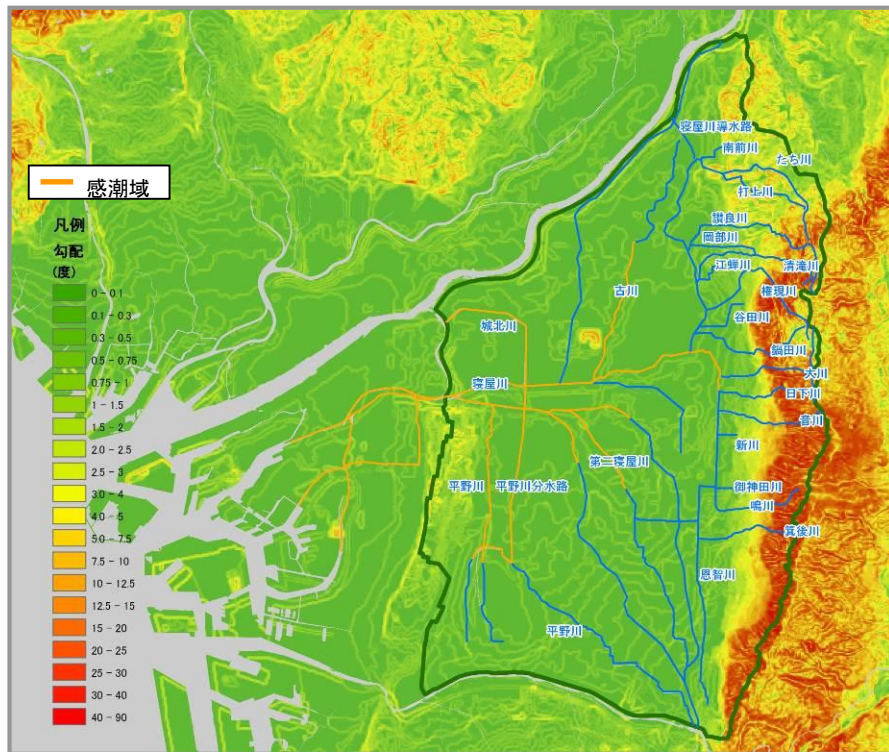 感潮域
凡例
勾配
(度)
0-0.1
0.1-0.3
0.3-0.5
0.5-0.75
0.75-1
1-1.5
1.5-2
2.0-2.5
2.5-3
3.0-4
4.0-5
5.0-7.5
7.5-10
10-12.5
12.5-15
15-20
20-25
25-30
30-40
40-90
寝屋川導水路
南前川
たち川
打上川
讃良川
岡部川
江蝉川
清滝川
権現川
古川
谷田川
城北川
鍋田川
大川
寝屋川
日下川
音川
新川
第二寝屋川
平野川
平野川分水路
御神田川
鳴川
箕後川
恩智川
平野川